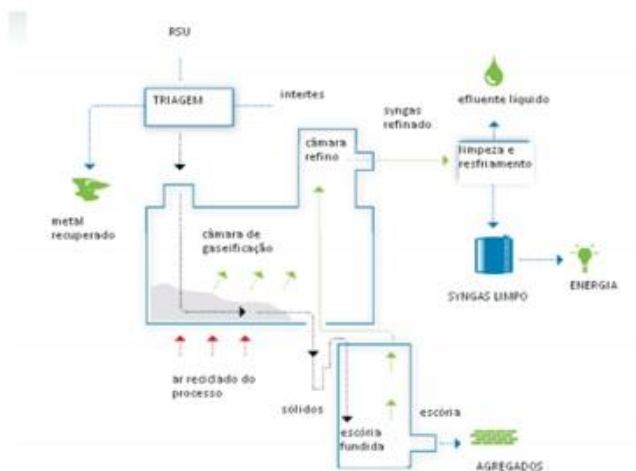 RSU
TRIAGEM
intertes
metal
recuperado
câmara de
gaseificação
câmara
refino
syngas
refinado
efluente líquido
limpeza e
resfriamento
SYNGAS LIMPO
ENERGIA
ar reciclado do
processo
sólidos
escória
fundida
escória
AGREGADOS